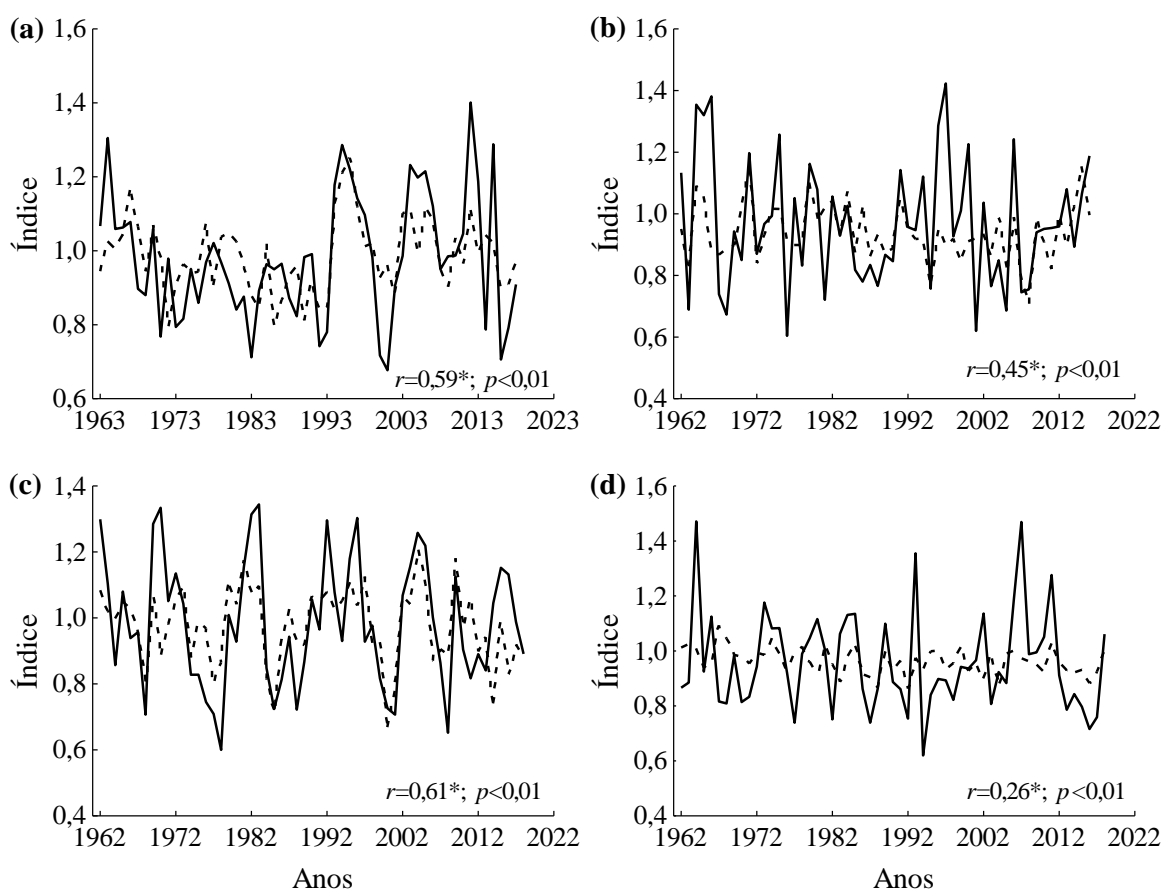 (a)
1,6
1,4
1,2
1,0
0,8
0,6
Índice
r=0,59*; p<0,01
1963 1973 1983 1993 2003 2013 2023
(b)
1,6
1,4
1,2
1,0
0,8
0,6
0,4
Índice
r=0,45*; p<0,01
1962 1972 1982 1992 2002 2012 2022
(c)
1,4
1,2
1,0
0,8
0,6
0,4
Índice
r=0,61*; p<0,01
1962 1972 1982 1992 2002 2012 2022
Anos
(d)
1,6
1,4
1,2
1,0
0,8
0,6
0,4
Índice
r=0,26*; p<0,01
1962 1972 1982 1992 2002 2012 2022
Anos